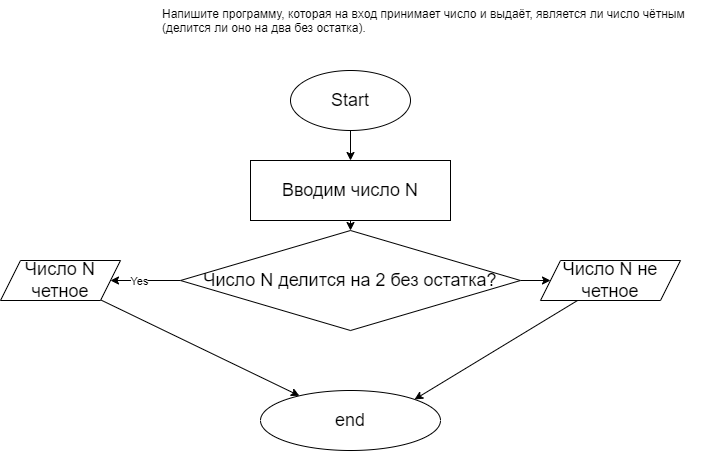 Напишите программу, которая на вход принимает число и выдаёт, является ли число чётным
(делится ли оно на два без остатка).
Start
Вводим число N
Число N делится на 2 без остатка?
Yes
Число N
четное
Число N не
четное
end